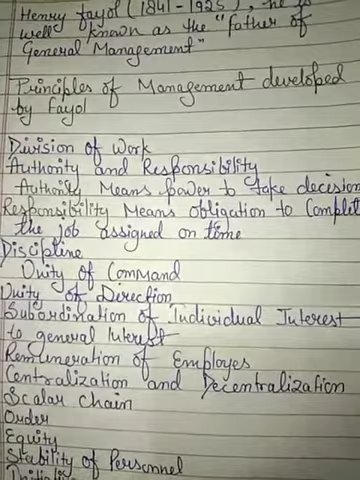 Henry fayol (1841-1925), he is
well known as the "father of
General Management"
Principles of Management developed
by fayol
Division of Work
Authority and Responsibility
Authority Means power to take decision
Responsibility Means obligation to Complet
the job assigned on time
Discipline
Unity of Command
Unity of Direction
Subordination of Individual Interest
to general Interest
Remuneration of Employes
Centralization and Decentralization
Scalar Chain
Order
Equity
Stability of Personnel